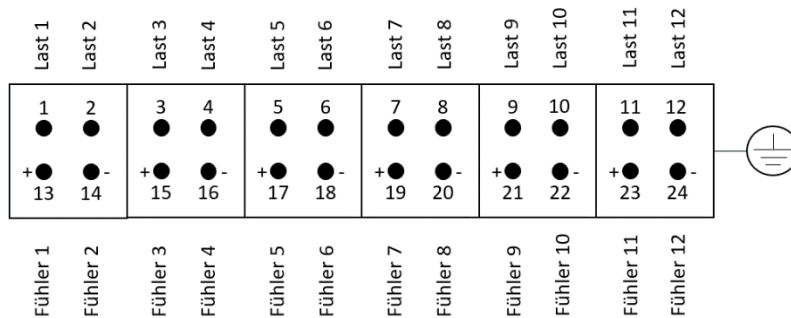 Last 1 Last 2 Last 3 Last 4 Last 5 Last 6 Last 7 Last 8 Last 9 Last 10 Last 11 Last 12
1 2 3 4 5 6 7 8 9 10 11 12
+ - + - + - + - + - + -
13 14 15 16 17 18 19 20 21 22 23 24
Fühler 1 Fühler 2 Fühler 3 Fühler 4 Fühler 5 Fühler 6 Fühler 7 Fühler 8 Fühler 9 Fühler 10 Fühler 11 Fühler 12